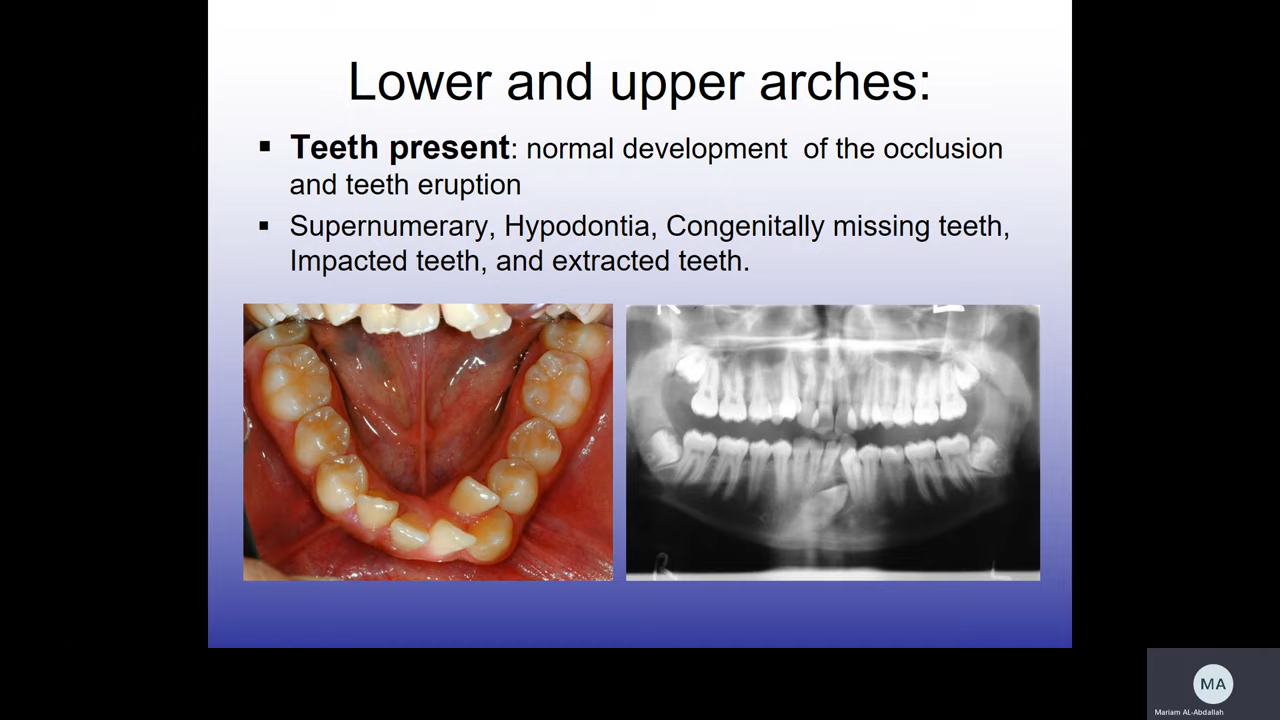 Lower and upper arches:
▪ Teeth present: normal development of the occlusion
and teeth eruption
▪ Supernumerary, Hypodontia, Congenitally missing teeth,
Impacted teeth, and extracted teeth.
R
L
R
L
MA
Mariam AL-Abdallah